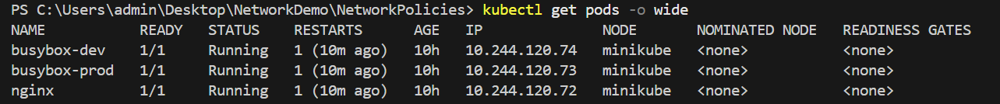 PS C:\Users\admin\Desktop\NetworkDemo\NetworkPolicies> kubectl get pods -o wide
NAME READY STATUS RESTARTS AGE IP NODE NOMINATED NODE READINESS GATES
busybox-dev 1/1 Running 1 (10m ago) 10h 10.244.120.74 minikube <none> <none>
busybox-prod 1/1 Running 1 (10m ago) 10h 10.244.120.73 minikube <none> <none>
nginx 1/1 Running 1 (10m ago) 10h 10.244.120.72 minikube <none> <none>